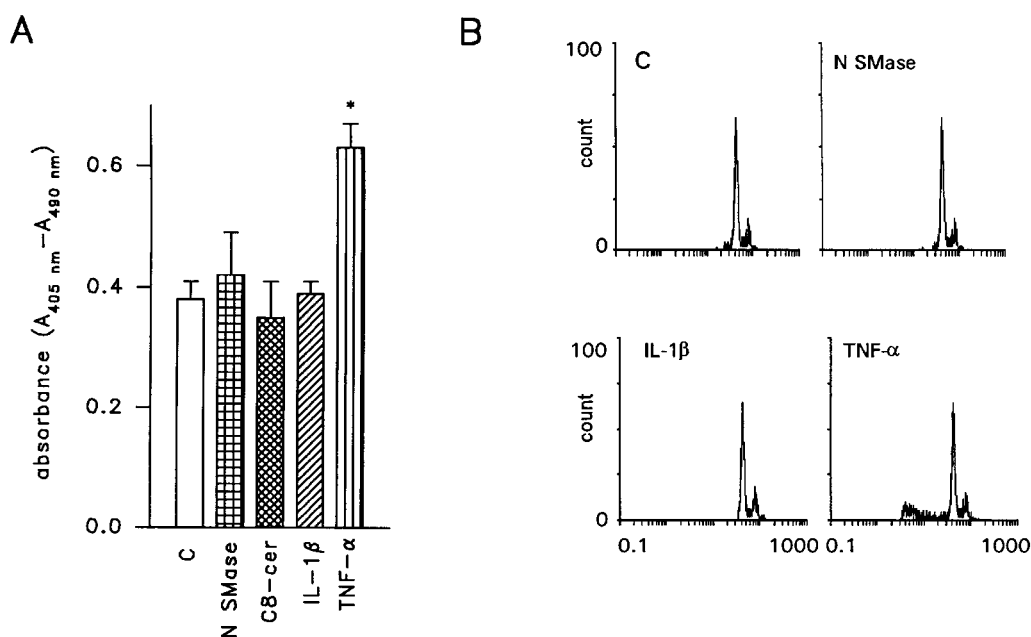 A
absorbance (A405 nm–A490 nm)
0.6
0.4
0.2
0.0
*
C
N SMase
C8-cer
IL-1β
TNF-α
B
100
count
0
C
N SMase
100
count
0
IL-1β
TNF-α
0.1
1000
0.1
1000